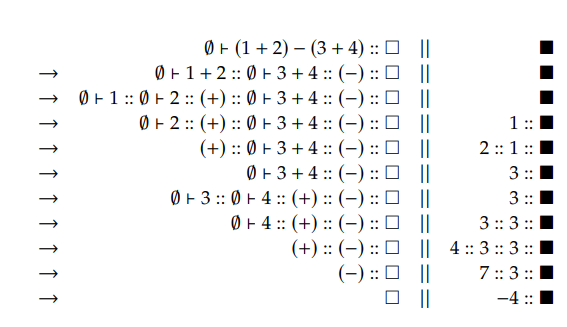 ∅ ⊢ (1 + 2) − (3 + 4) :: □ || ■
→ ∅ ⊢ 1 + 2 :: ∅ ⊢ 3 + 4 :: (−) :: □ || ■
→ ∅ ⊢ 1 :: ∅ ⊢ 2 :: (+) :: ∅ ⊢ 3 + 4 :: (−) :: □ || ■
→ ∅ ⊢ 2 :: (+) :: ∅ ⊢ 3 + 4 :: (−) :: □ || 1 :: ■
→ (+) :: ∅ ⊢ 3 + 4 :: (−) :: □ || 2 :: 1 :: ■
→ ∅ ⊢ 3 + 4 :: (−) :: □ || 3 :: ■
→ ∅ ⊢ 3 :: ∅ ⊢ 4 :: (+) :: (−) :: □ || 3 :: ■
→ ∅ ⊢ 4 :: (+) :: (−) :: □ || 3 :: 3 :: ■
→ (+) :: (−) :: □ || 4 :: 3 :: 3 :: ■
→ (−) :: □ || 7 :: 3 :: ■
→ □ || −4 :: ■